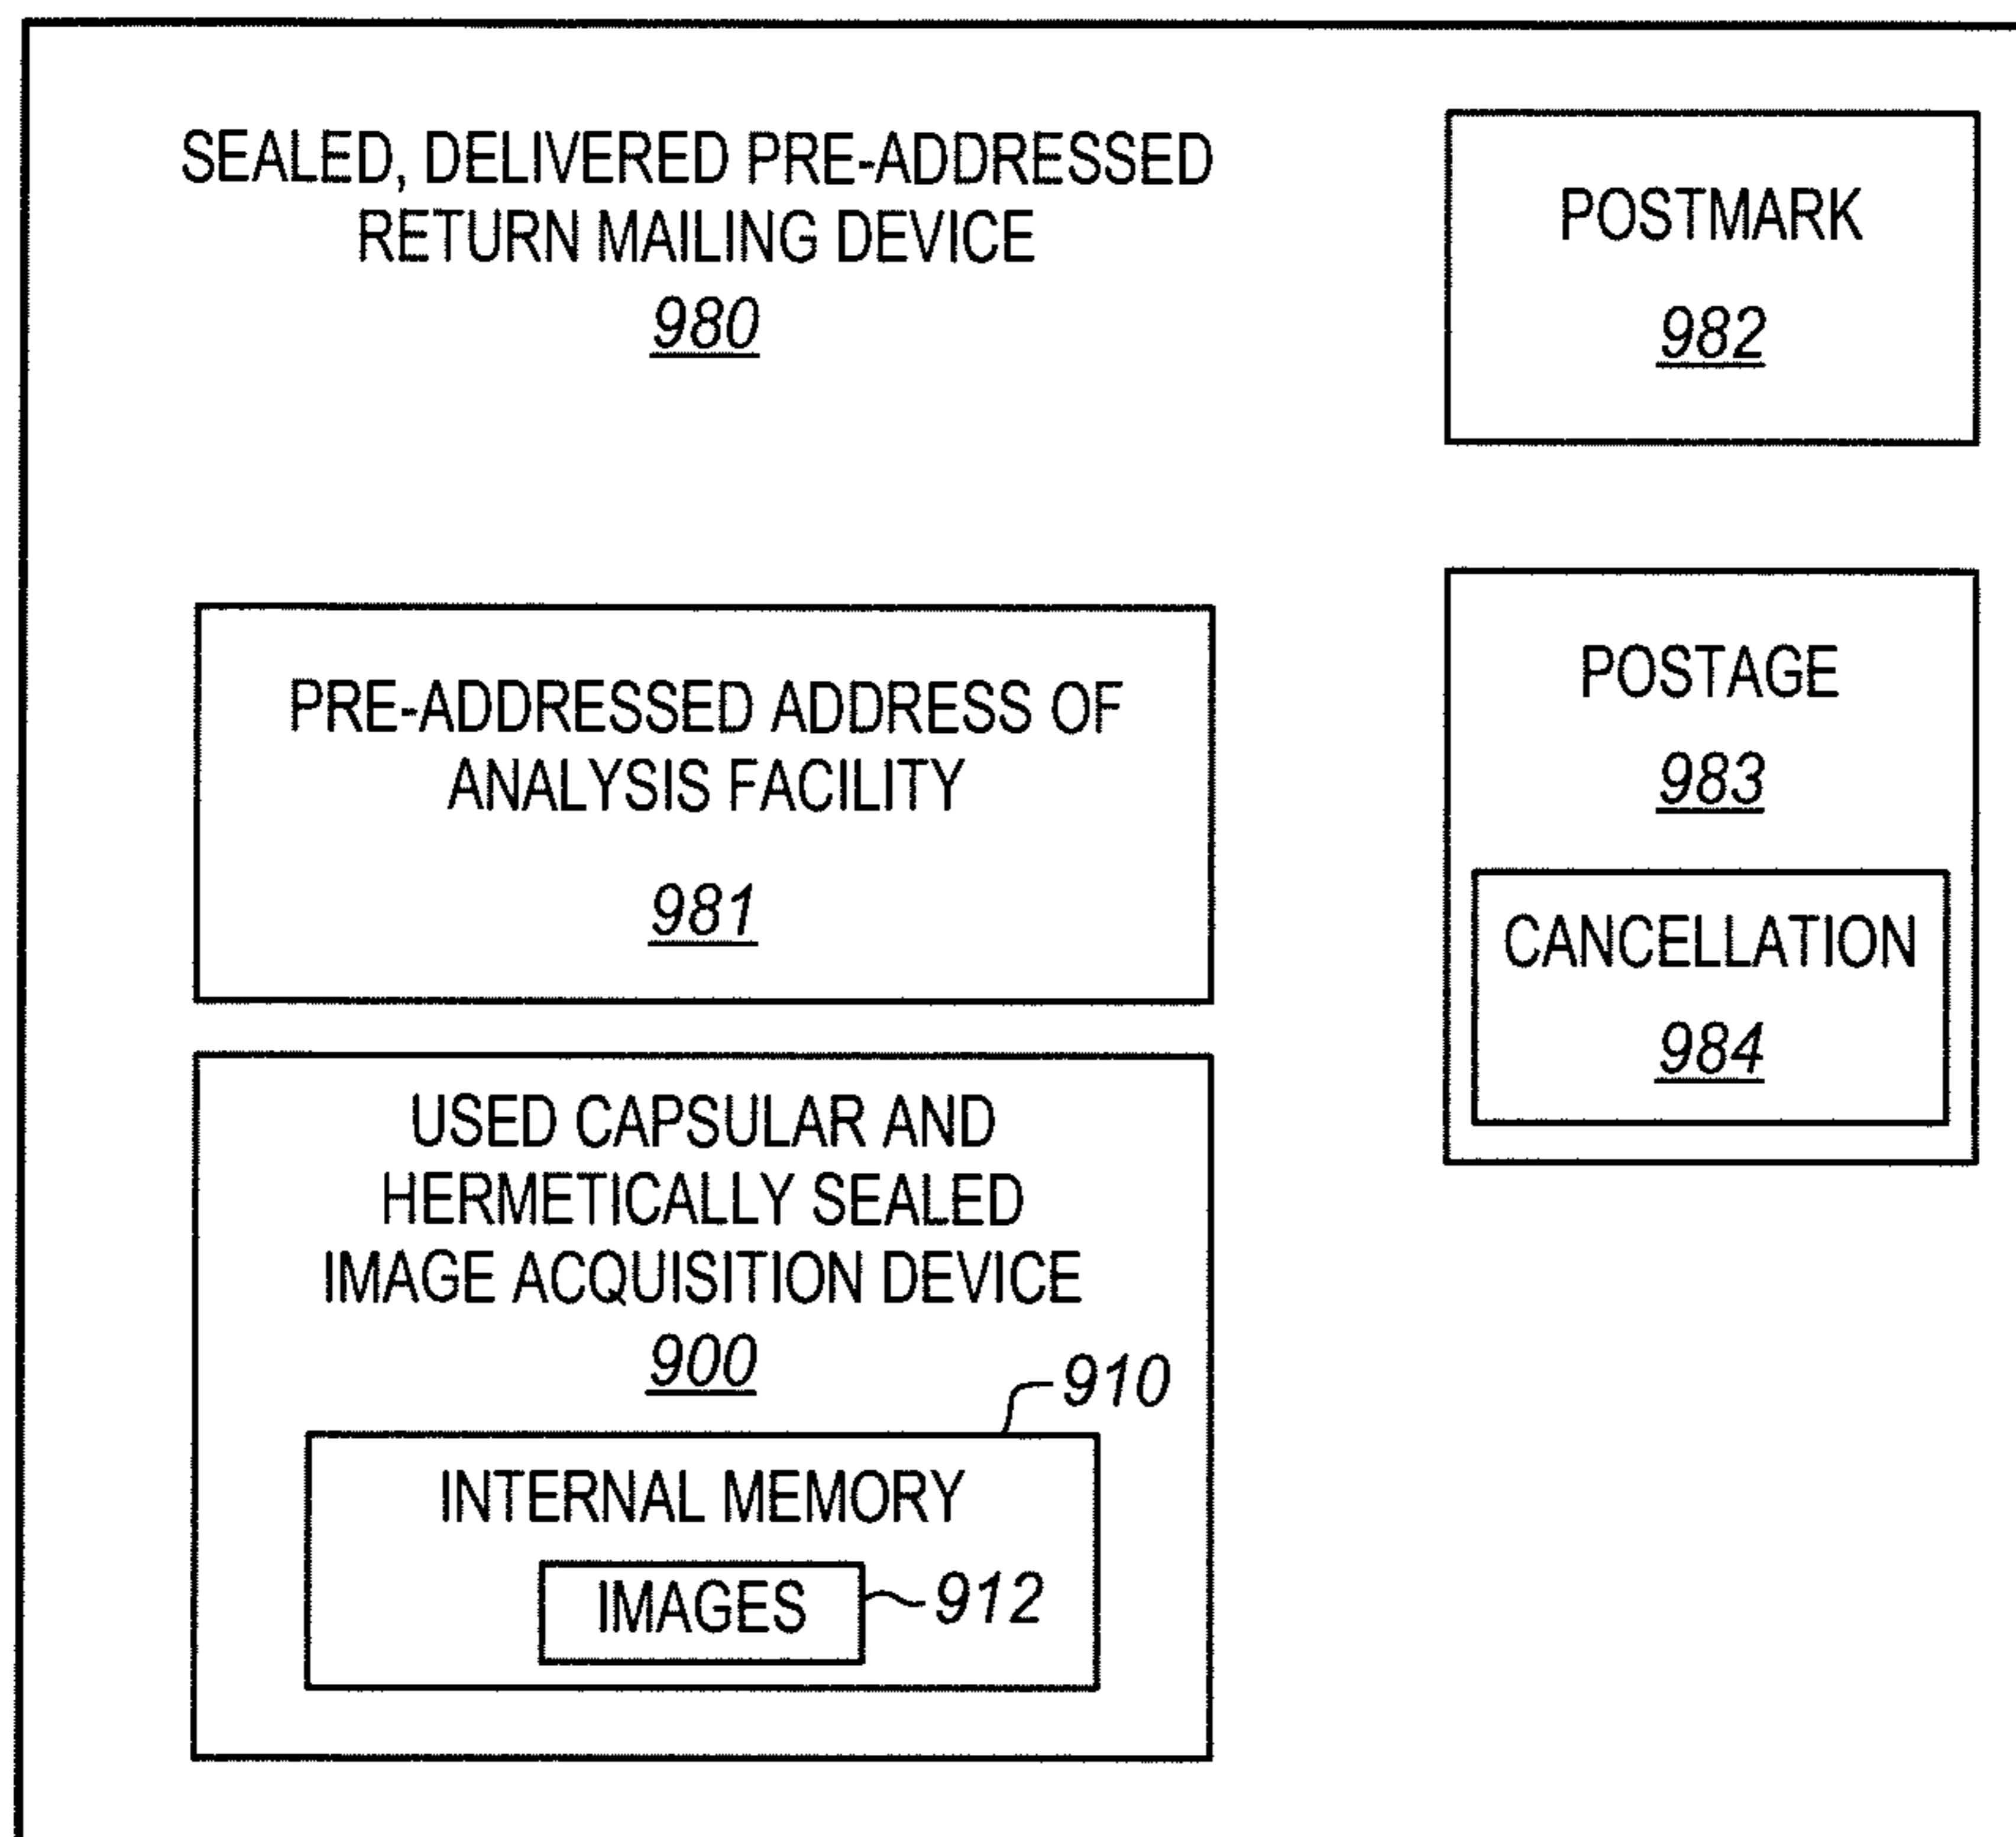 SEALED, DELIVERED PRE-ADDRESSED
RETURN MAILING DEVICE
980
POSTMARK
982
PRE-ADDRESSED ADDRESS OF
ANALYSIS FACILITY
981
POSTAGE
983
CANCELLATION
984
USED CAPSULAR AND
HERMETICALLY SEALED
IMAGE ACQUISITION DEVICE
900
910
INTERNAL MEMORY
IMAGES
912